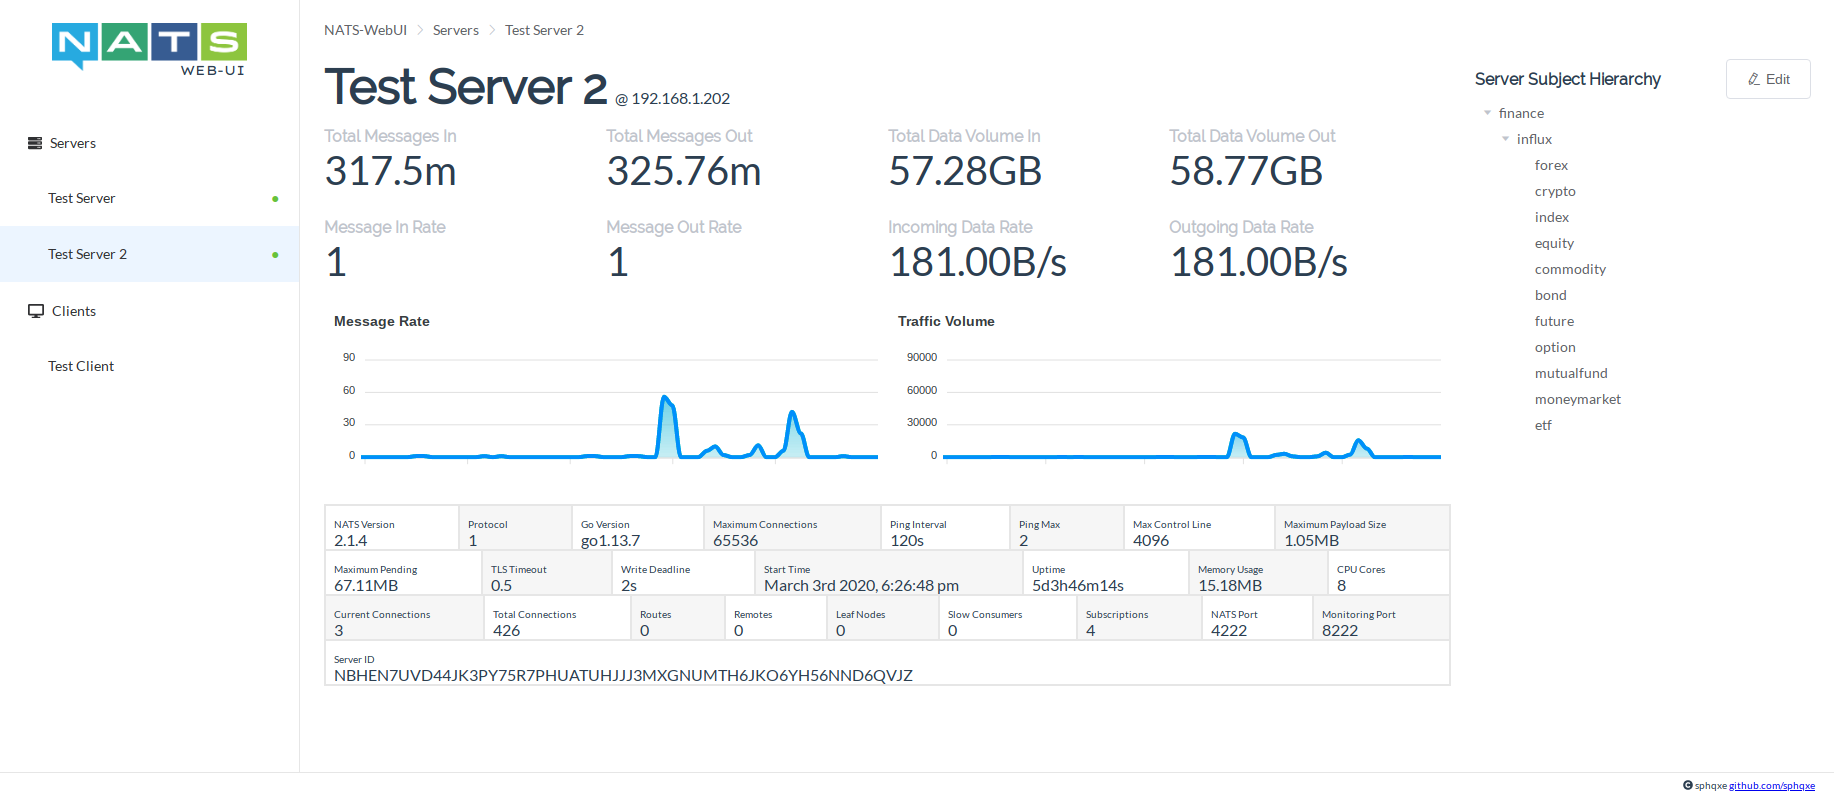 NATS
WEB-UI
Servers
Test Server
Test Server 2
Clients
Test Client
NATS-WebUI > Servers > Test Server 2
Test Server 2 @ 192.168.1.202
Total Messages In
317.5m
Total Messages Out
325.76m
Total Data Volume In
57.28GB
Total Data Volume Out
58.77GB
Message In Rate
1
Message Out Rate
1
Incoming Data Rate
181.00B/s
Outgoing Data Rate
181.00B/s
Message Rate
90
60
30
0
Traffic Volume
90000
60000
30000
0
NATS Version
2.1.4
Protocol
1
Go Version
go1.13.7
Maximum Connections
65536
Ping Interval
120s
Ping Max
2
Max Control Line
4096
Maximum Payload Size
1.05MB
Maximum Pending
67.11MB
TLS Timeout
0.5
Write Deadline
2s
Start Time
March 3rd 2020, 6:26:48 pm
Uptime
5d3h46m14s
Memory Usage
15.18MB
CPU Cores
8
Current Connections
3
Total Connections
426
Routes
0
Remotes
0
Leaf Nodes
0
Slow Consumers
0
Subscriptions
4
NATS Port
4222
Monitoring Port
8222
Server ID
NBHEN7UVD44JK3PY75R7PHUATUHJJJ3MXGNUMTH6JKO6YH56NND6QVJZ
Server Subject Hierarchy
Edit
finance
influx
forex
crypto
index
equity
commodity
bond
future
option
mutualfund
moneymarket
etf
© sphqxe github.com/sphqxe